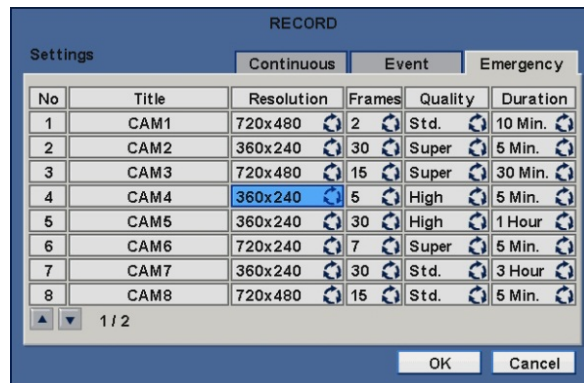 RECORD
Settings Continuous Event Emergency
No Title Resolution Frames Quality Duration
1 CAM1 720x480 2 Std. 10 Min.
2 CAM2 360x240 30 Super 5 Min.
3 CAM3 720x480 15 Super 30 Min.
4 CAM4 360x240 5 High 5 Min.
5 CAM5 360x240 30 High 1 Hour
6 CAM6 720x240 7 Super 5 Min.
7 CAM7 360x240 30 Std. 3 Hour
8 CAM8 720x480 15 Std. 5 Min.
1 / 2
OK Cancel